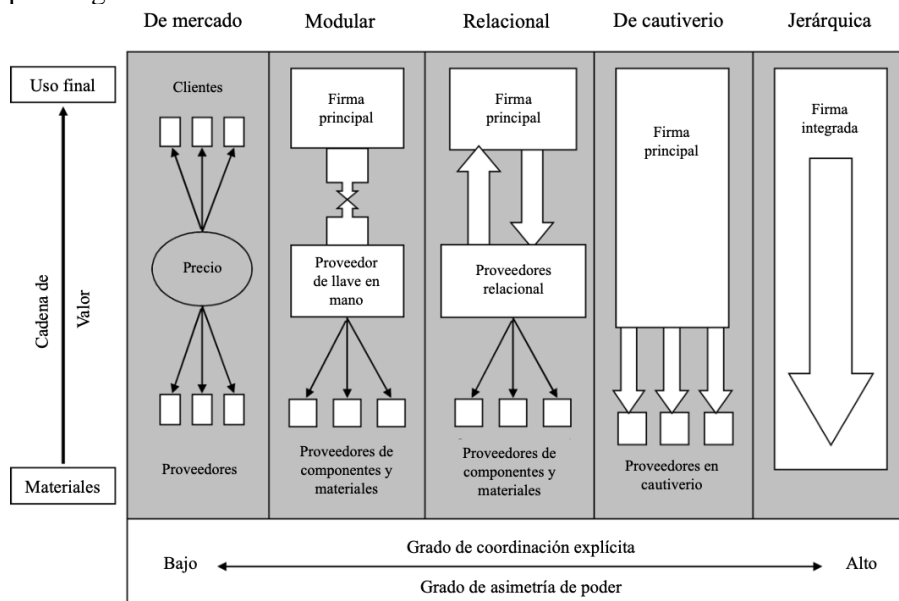 De mercado
Modular
Relacional
De cautiverio
Jerárquica
Uso final
Cadena de
Valor
Materiales
Clientes
Precio
Proveedores
Firma
principal
Proveedor
de llave en
mano
Proveedores de
componentes y
materiales
Firma
principal
Proveedores
relacional
Proveedores de
componentes y
materiales
Firma
principal
Proveedores en
cautiverio
Firma
integrada
Grado de coordinación explícita
Bajo
Alto
Grado de asimetría de poder